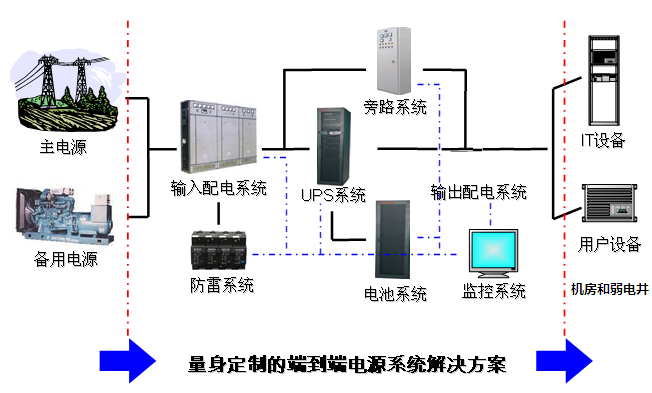 旁路系统
主电源
IT设备
输入配电系统
UPS系统
输出配电系统
备用电源
用户设备
防雷系统
电池系统
监控系统
机房和弱电井
量身定制的端到端电源系统解决方案